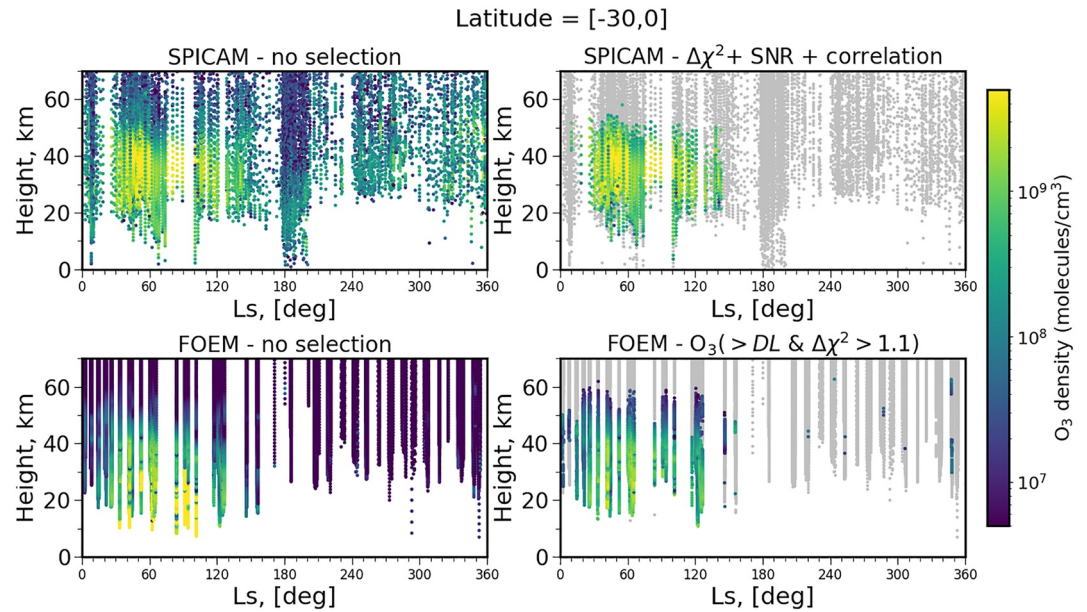 Latitude = [-30,0]
SPICAM - no selection
SPICAM - Δχ²+ SNR + correlation
Height, km
60
40
20
0
0 60 120 180 240 300 360
Ls, [deg]
Height, km
60
40
20
0
0 60 120 180 240 300 360
Ls, [deg]
FOEM - no selection
FOEM - O₃(> DL & Δχ² > 1.1)
Height, km
60
40
20
0
0 60 120 180 240 300 360
Ls, [deg]
Height, km
60
40
20
0
0 60 120 180 240 300 360
Ls, [deg]
10⁹
10⁸
10⁷
O₃ density (molecules/cm³)